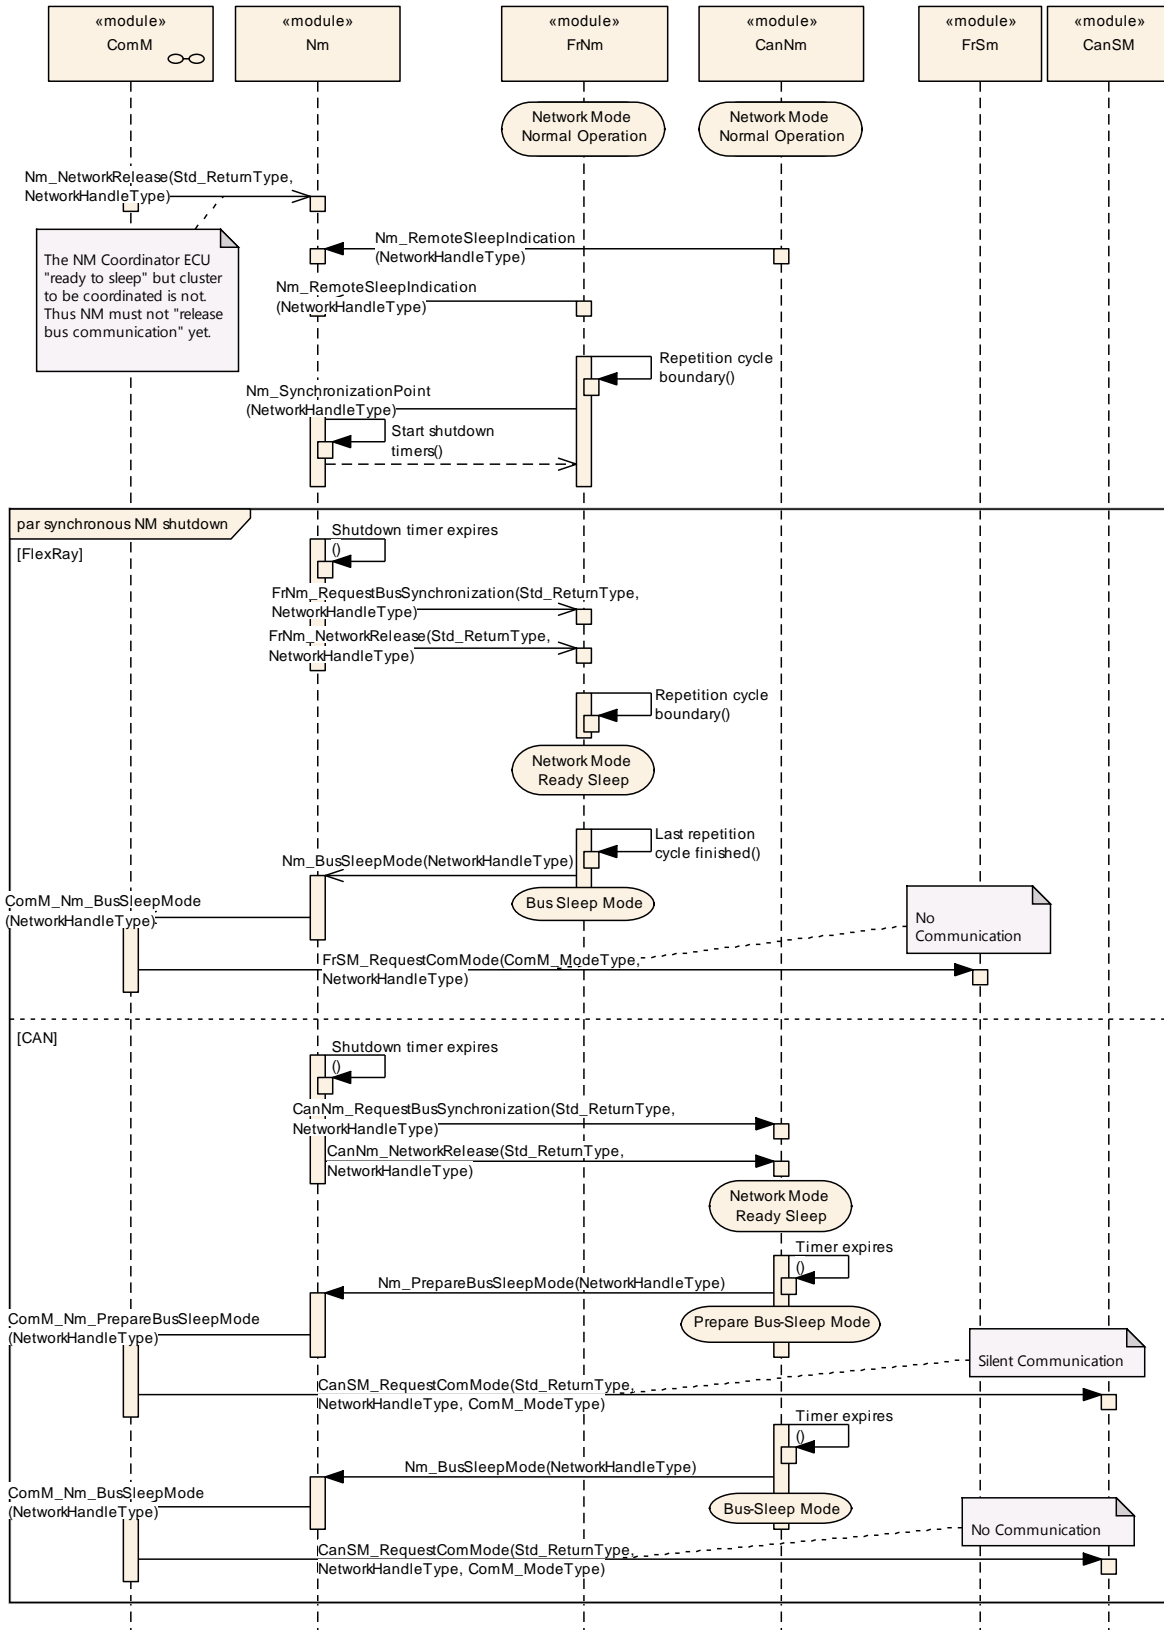 «module»
ComM
«module»
Nm
«module»
FrNm
«module»
CanNm
«module»
FrSm
«module»
CanSM
Network Mode
Normal Operation
Network Mode
Normal Operation
Nm_NetworkRelease(Std_ReturnType,
NetworkHandleType)
The NM Coordinator ECU
"ready to sleep" but cluster
to be coordinated is not.
Thus NM must not "release
bus communication" yet.
Nm_RemoteSleepIndication
(NetworkHandleType)
Nm_RemoteSleepIndication
(NetworkHandleType)
Repetition cycle
boundary()
Nm_SynchronizationPoint
(NetworkHandleType)
Start shutdown
timers()
par synchronous NM shutdown
[FlexRay]
Shutdown timer expires
()
FrNm_RequestBusSynchronization(Std_ReturnType,
NetworkHandleType)
FrNm_NetworkRelease(Std_ReturnType,
NetworkHandleType)
Repetition cycle
boundary()
Network Mode
Ready Sleep
Last repetition
cycle finished()
Nm_BusSleepMode(NetworkHandleType)
Bus Sleep Mode
ComM_Nm_BusSleepMode
(NetworkHandleType)
No
Communication
FrSM_RequestComMode(ComM_ModeType,
NetworkHandleType)
[CAN]
Shutdown timer expires
()
CanNm_RequestBusSynchronization(Std_ReturnType,
NetworkHandleType)
CanNm_NetworkRelease(Std_ReturnType,
NetworkHandleType)
Network Mode
Ready Sleep
Timer expires
()
Nm_PrepareBusSleepMode(NetworkHandleType)
Prepare Bus-Sleep Mode
ComM_Nm_PrepareBusSleepMode
(NetworkHandleType)
Silent Communication
CanSM_RequestComMode(Std_ReturnType,
NetworkHandleType, ComM_ModeType)
Timer expires
()
Nm_BusSleepMode(NetworkHandleType)
Bus-Sleep Mode
ComM_Nm_BusSleepMode
(NetworkHandleType)
No Communication
CanSM_RequestComMode(Std_ReturnType,
NetworkHandleType, ComM_ModeType)